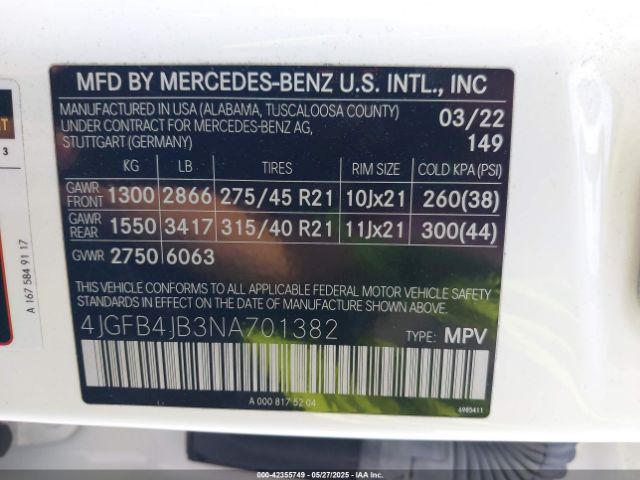 MFD BY MERCEDES-BENZ U.S. INTL., INC
MANUFACTURED IN USA (ALABAMA, TUSCALOOSA COUNTY)
UNDER CONTRACT FOR MERCEDES-BENZ AG,
STUTTGART (GERMANY)
03/22
149
KG LB TIRES RIM SIZE COLD KPA (PSI)
GAWR FRONT 1300 2866 275/45 R21 10Jx21 260(38)
GAWR REAR 1550 3417 315/40 R21 11Jx21 300(44)
GVWR 2750 6063
THIS VEHICLE CONFORMS TO ALL APPLICABLE FEDERAL MOTOR VEHICLE SAFETY
STANDARDS IN EFFECT ON THE DATE OF MANUFACTURE SHOWN ABOVE.
4JGFB4JB3NA701382 TYPE: MPV
A 000 817 52 04
6985411
A 167 584 91 17
3
42355749 - 05/27/2025 - IAA Inc.